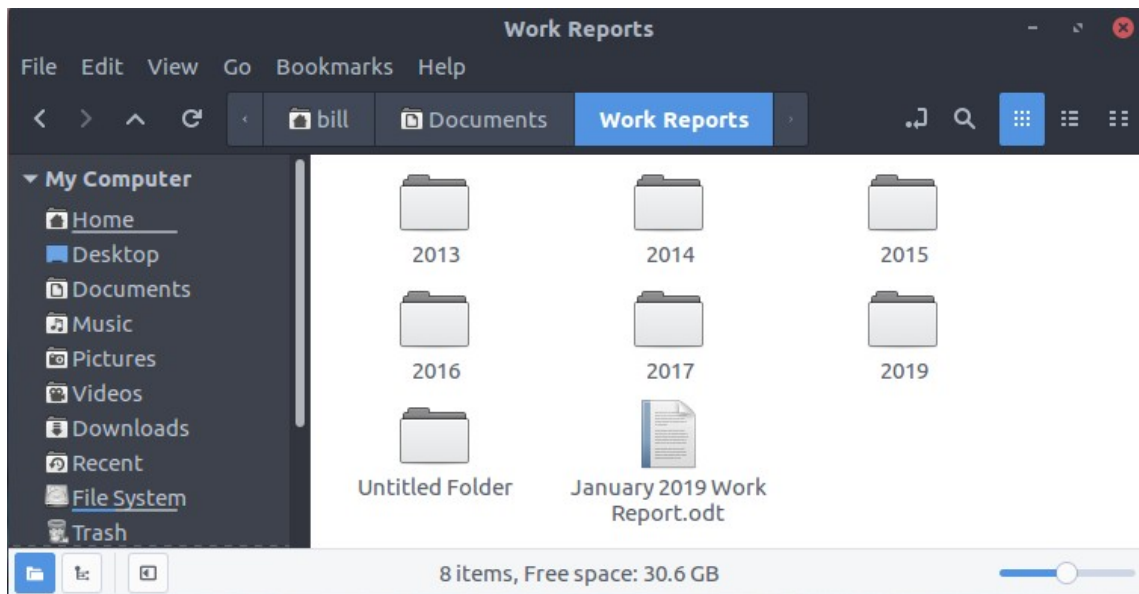 Work Reports
File Edit View Go Bookmarks Help
bill Documents Work Reports
My Computer
Home
Desktop
Documents
Music
Pictures
Videos
Downloads
Recent
File System
Trash
2013 2014 2015
2016 2017 2019
Untitled Folder January 2019 Work
Report.odt
8 items, Free space: 30.6 GB